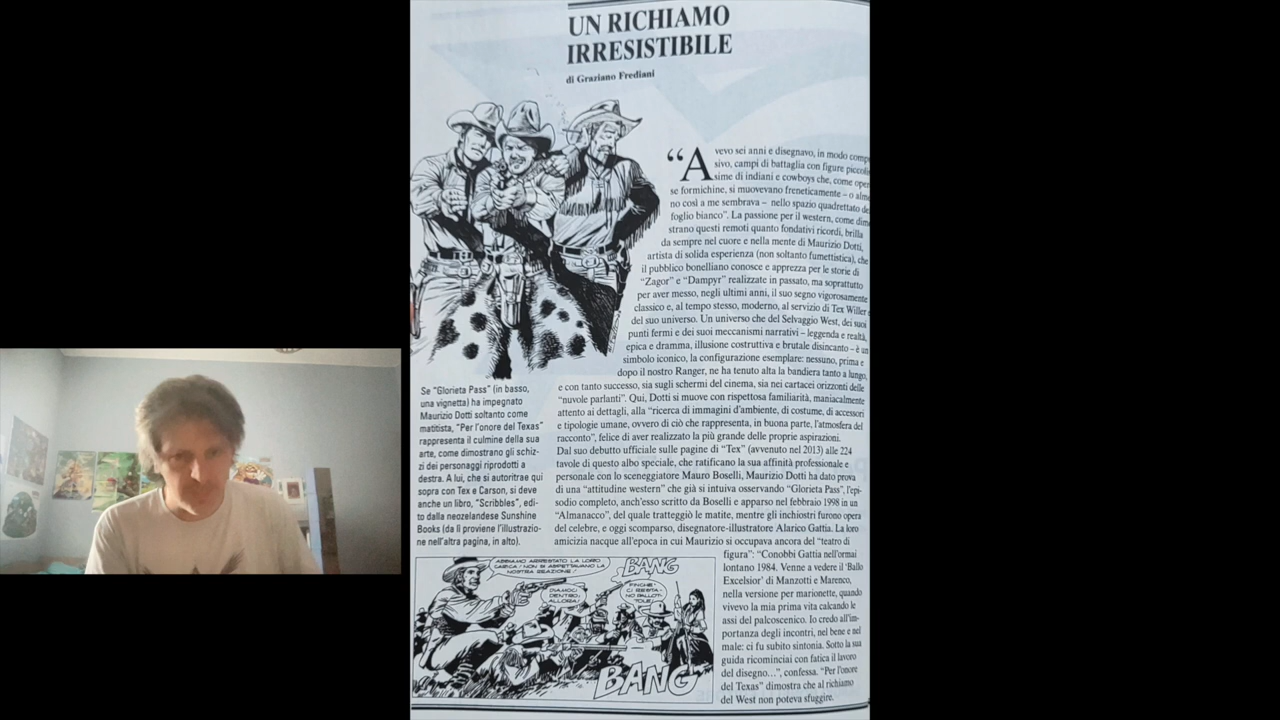 UN RICHIAMO
IRRESISTIBILE
di Graziano Frediani
“Avevo sei anni e disegnavo, in modo
sivo, campi di battaglia con figure
sime di indiani e cowboys che, come
se formichine, si muovevano freneticamente – o
no così a me sembrava – nello spazio quadrettato
foglio bianco”. La passione per il western, come
strano questi remoti quanto fondativi ricordi, brilla
da sempre nel cuore e nella mente di Maurizio Dotti,
artista di solida esperienza (non soltanto fumettistica), che
il pubblico bonelliano conosce e apprezza per le storie di
“Zagor” e “Dampyr” realizzate in passato, ma soprattutto
per aver messo, negli ultimi anni, il suo segno vigorosamente
classico e, al tempo stesso, moderno, al servizio di Tex Willer e
del suo universo. Un universo che del Selvaggio West, dei suoi
punti fermi e dei suoi meccanismi narrativi – leggenda e realtà,
epica e dramma, illusione costruttiva e brutale disincanto – è un
simbolo iconico, la configurazione esemplare: nessuno, prima e
dopo il nostro Ranger, ne ha tenuto alta la bandiera tanto a lungo,
e con tanto successo, sia sugli schermi del cinema, sia nei cartacei orizzonti delle
“nuvole parlanti”. Qui, Dotti si muove con rispettosa familiarità, maniacalmente
attento ai dettagli, alla “ricerca di immagini d’ambiente, di costume, di accessori
e tipologie umane, ovvero di ciò che rappresenta, in buona parte, l’atmosfera del
racconto”, felice di aver realizzato la più grande delle proprie aspirazioni.
Dal suo debutto ufficiale sulle pagine di “Tex” (avvenuto nel 2013) alle 224
tavole di questo albo speciale, che ratificano la sua affinità professionale e
personale con lo sceneggiatore Mauro Boselli, Maurizio Dotti ha dato prova
di una “attitudine western” che già si intuiva osservando “Glorieta Pass”, l’epi-
sodio completo, anch’esso scritto da Boselli e apparso nel febbraio 1998 in un
“Almanacco”, del quale tratteggiò le matite, mentre gli inchiostri furono opera
del celebre, e oggi scomparso, disegnatore-illustratore Alarico Gattia. La loro
amicizia nacque all’epoca in cui Maurizio si occupava ancora del “teatro di
figura”: “Conobbi Gattia nell’ormai
lontano 1984. Venne a vedere il ‘Ballo
Excelsior’ di Manzotti e Marenco,
nella versione per marionette, quando
vivevo la mia prima vita calcando le
assi del palcoscenico. Io credo all’im-
portanza degli incontri, nel bene e nel
male: ci fu subito sintonia. Sotto la sua
guida ricominciai con fatica il lavoro
del disegno…”, confessa. “Per l’onore
del Texas” dimostra che al richiamo
del West non poteva sfuggire.
Se “Glorieta Pass” (in basso,
una vignetta) ha impegnato
Maurizio Dotti soltanto come
matitista, “Per l’onore del Texas”
rappresenta il culmine della sua
arte, come dimostrano gli schiz-
zi dei personaggi riprodotti a
destra. A lui, che si autoritrae qui
sopra con Tex e Carson, si deve
anche un libro, “Scribbles”, edi-
to dalla neozelandese Sunshine
Books (da lì proviene l’illustrazio-
ne nell’altra pagina, in alto).
ABBIAMO ARRESTATO LA LORO
CARICA! NON SI ASPETTAVANO LA
NOSTRA REAZIONE!
DIAMOCI
DENTRO,
ALLORA!
BANG
FINCHÉ
CI RESTA-
NO PALLOT-
TOLE!
BANG